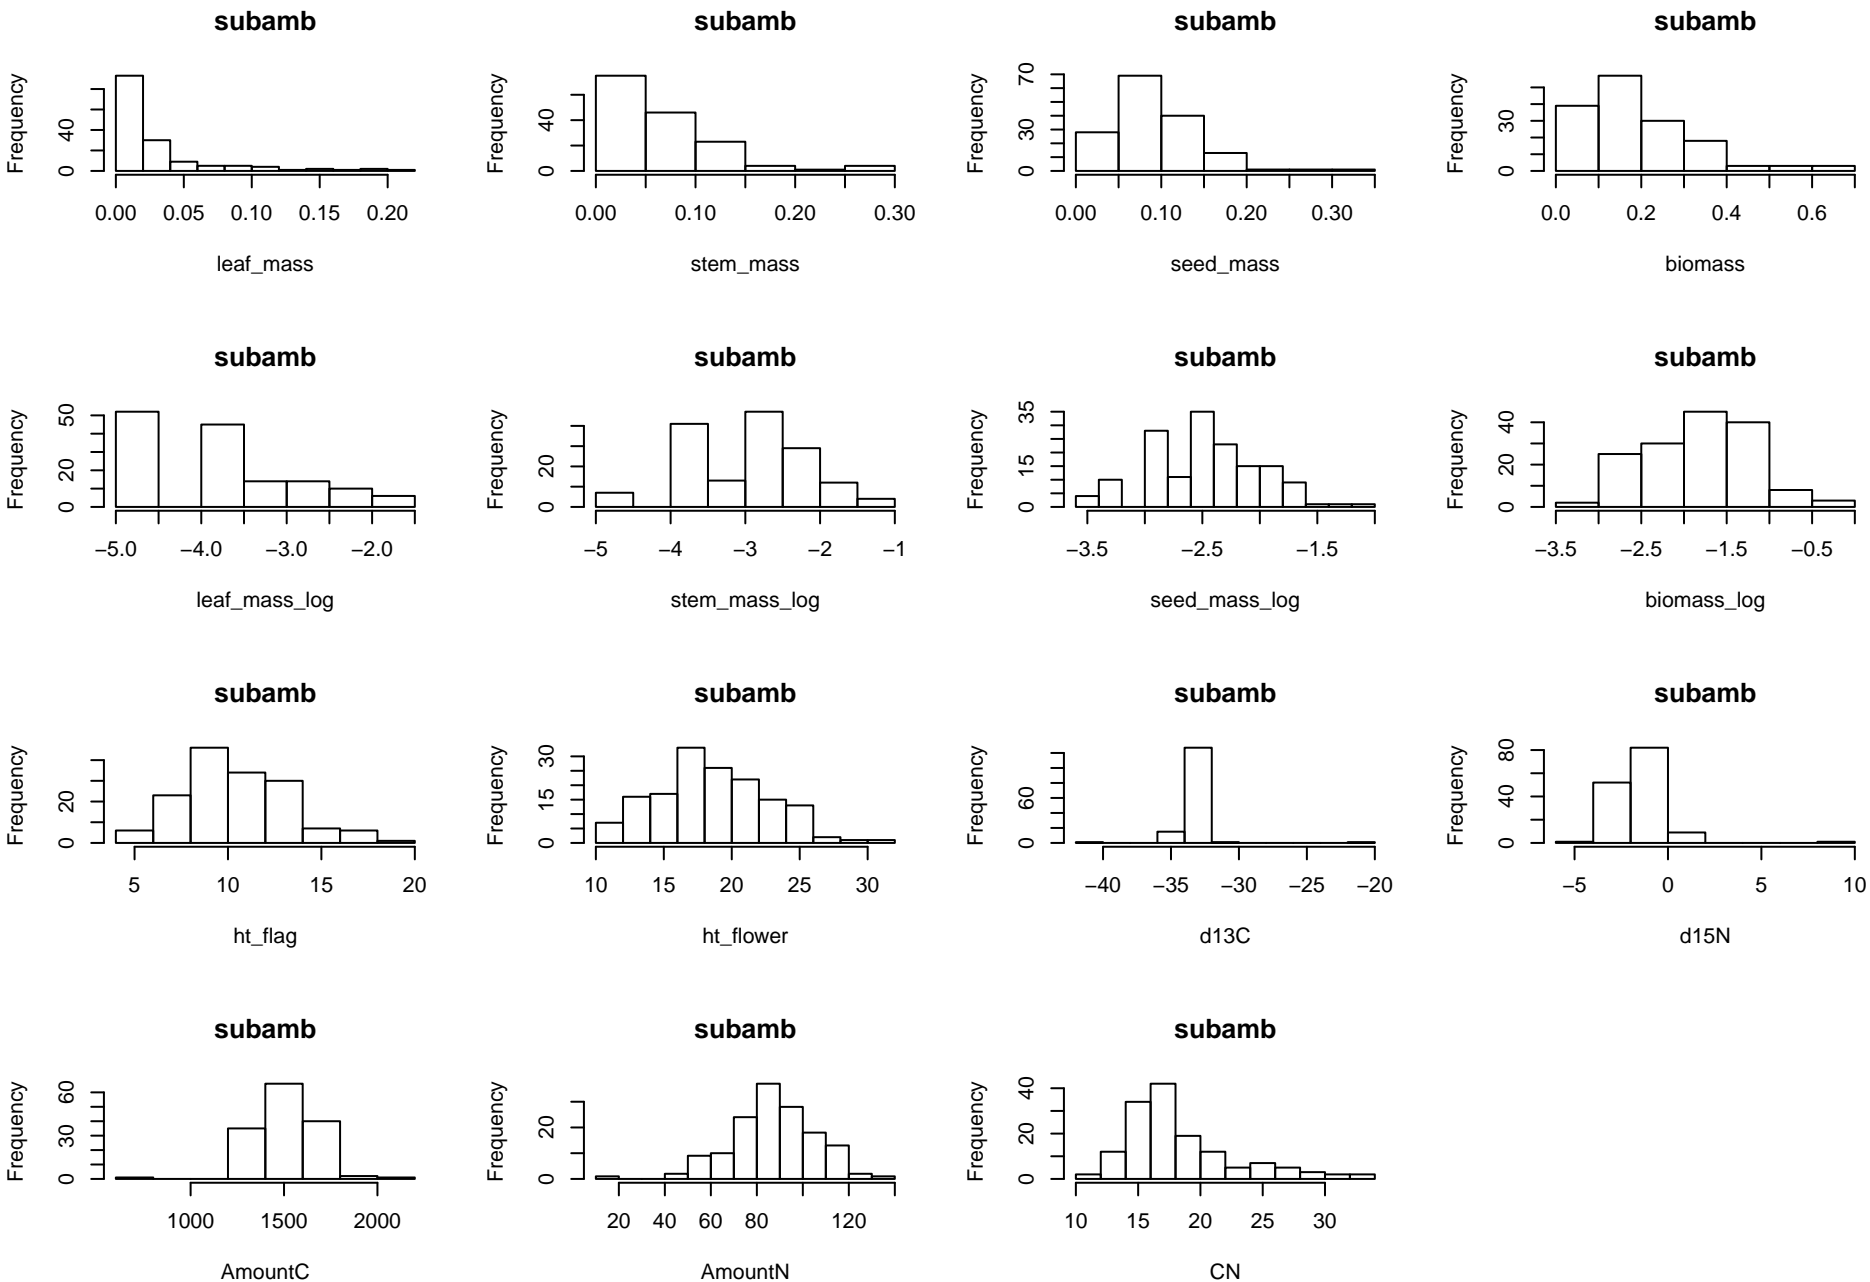 subamb subamb subamb subamb
Frequency 0 40 Frequency 0 40 Frequency 0 30 70 Frequency 0 30
0.00 0.05 0.10 0.15 0.20 0.00 0.10 0.20 0.30 0.00 0.10 0.20 0.30 0.0 0.2 0.4 0.6
leaf_mass stem_mass seed_mass biomass
subamb subamb subamb subamb
Frequency 0 20 50 Frequency 0 20 Frequency 0 15 35 Frequency 0 20 40
−5.0 −4.0 −3.0 −2.0 −5 −4 −3 −2 −1 −3.5 −2.5 −1.5 −3.5 −2.5 −1.5 −0.5
leaf_mass_log stem_mass_log seed_mass_log biomass_log
subamb subamb subamb subamb
Frequency 0 20 Frequency 0 15 30 Frequency 0 60 Frequency 0 40 80
5 10 15 20 10 15 20 25 30 −40 −35 −30 −25 −20 −5 0 5 10
ht_flag ht_flower d13C d15N
subamb subamb subamb
Frequency 0 30 60 Frequency 0 20 Frequency 0 20 40
1000 1500 2000 20 40 60 80 120 10 15 20 25 30
AmountC AmountN CN